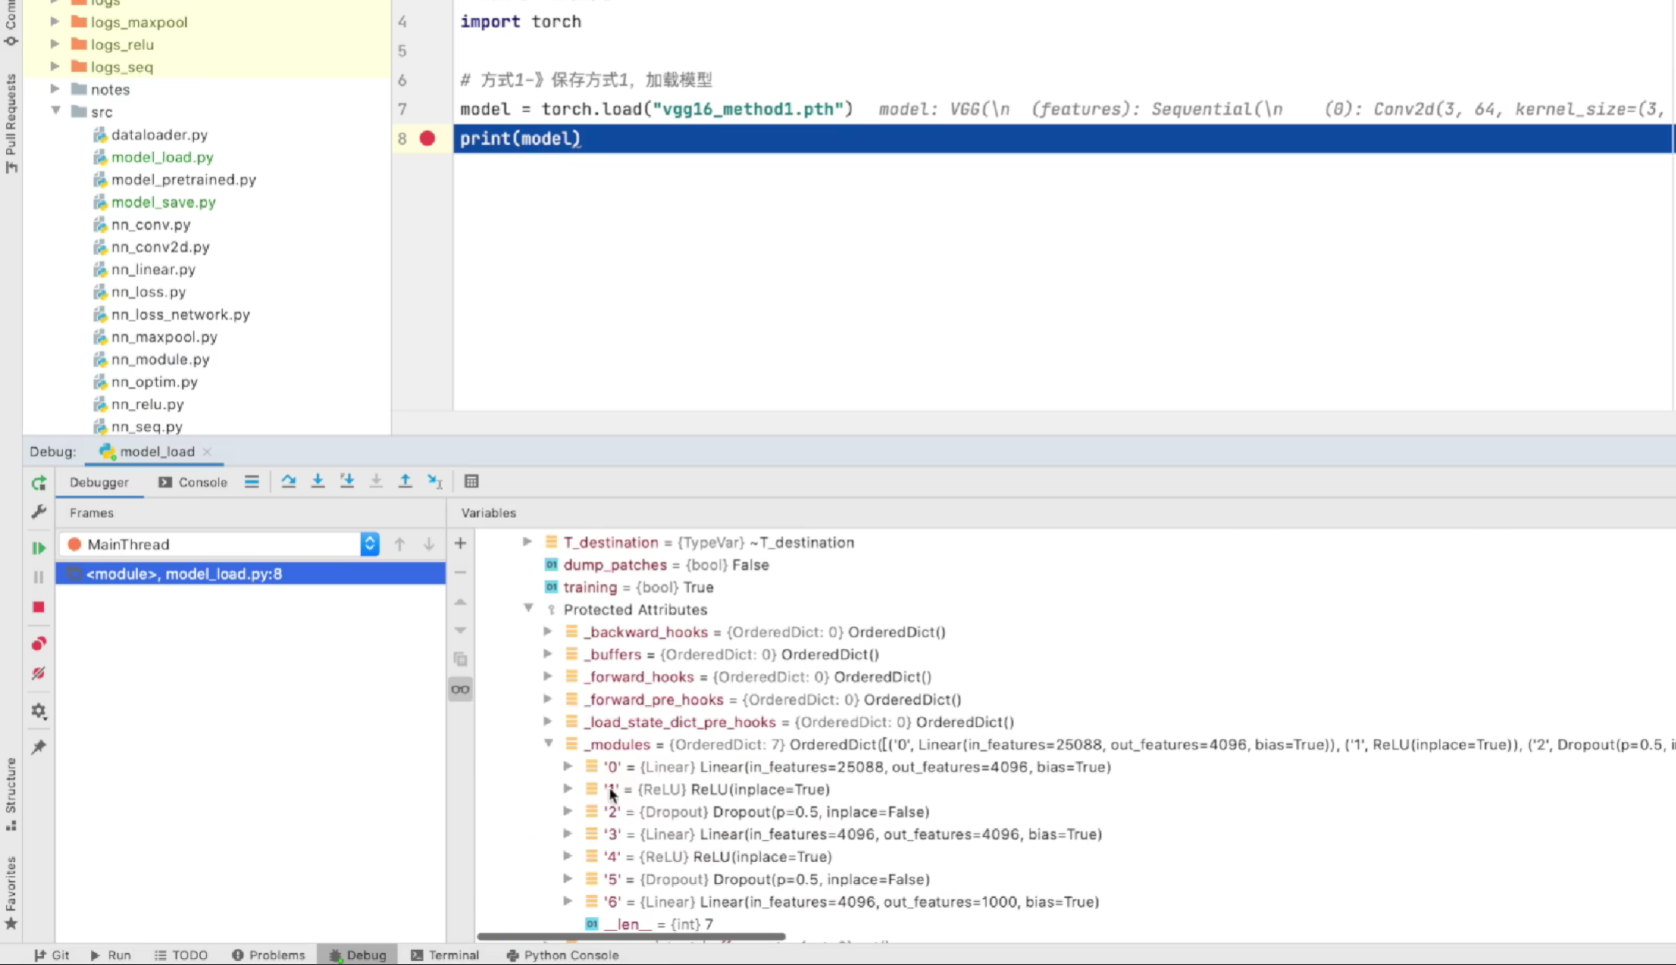 logs
logs_maxpool
logs_relu
logs_seq
notes
src
dataloader.py
model_load.py
model_pretrained.py
model_save.py
nn_conv.py
nn_conv2d.py
nn_linear.py
nn_loss.py
nn_loss_network.py
nn_maxpool.py
nn_module.py
nn_optim.py
nn_relu.py
nn_seq.py
Pull Requests
4 import torch
5
6 # 方式1-》保存方式1，加载模型
7 model = torch.load("vgg16_method1.pth") model: VGG(\n (features): Sequential(\n (0): Conv2d(3, 64, kernel_size=(3,
8 print(model)
Debug: model_load
Debugger Console
Frames
MainThread
<module>, model_load.py:8
Variables
T_destination = {TypeVar} ~T_destination
dump_patches = {bool} False
training = {bool} True
Protected Attributes
_backward_hooks = {OrderedDict: 0} OrderedDict()
_buffers = {OrderedDict: 0} OrderedDict()
_forward_hooks = {OrderedDict: 0} OrderedDict()
_forward_pre_hooks = {OrderedDict: 0} OrderedDict()
_load_state_dict_pre_hooks = {OrderedDict: 0} OrderedDict()
_modules = {OrderedDict: 7} OrderedDict([('0', Linear(in_features=25088, out_features=4096, bias=True)), ('1', ReLU(inplace=True)), ('2', Dropout(p=0.5, i
'0' = {Linear} Linear(in_features=25088, out_features=4096, bias=True)
'1' = {ReLU} ReLU(inplace=True)
'2' = {Dropout} Dropout(p=0.5, inplace=False)
'3' = {Linear} Linear(in_features=4096, out_features=4096, bias=True)
'4' = {ReLU} ReLU(inplace=True)
'5' = {Dropout} Dropout(p=0.5, inplace=False)
'6' = {Linear} Linear(in_features=4096, out_features=1000, bias=True)
__len__ = {int} 7
Structure
Favorites
Git Run TODO Problems Debug Terminal Python Console